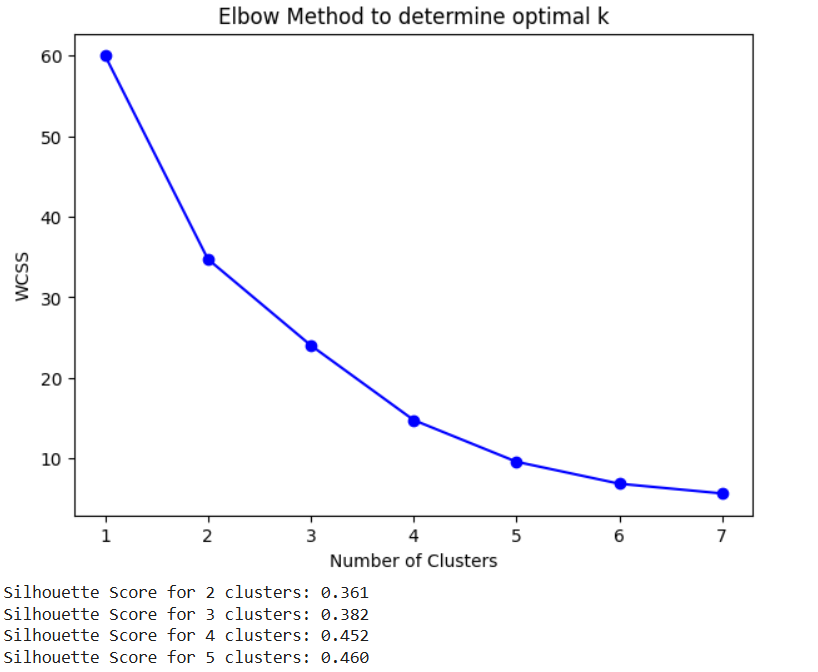 Elbow Method to determine optimal k
60
50
40
30
20
10
WCSS
1 2 3 4 5 6 7
Number of Clusters
Silhouette Score for 2 clusters: 0.361
Silhouette Score for 3 clusters: 0.382
Silhouette Score for 4 clusters: 0.452
Silhouette Score for 5 clusters: 0.460